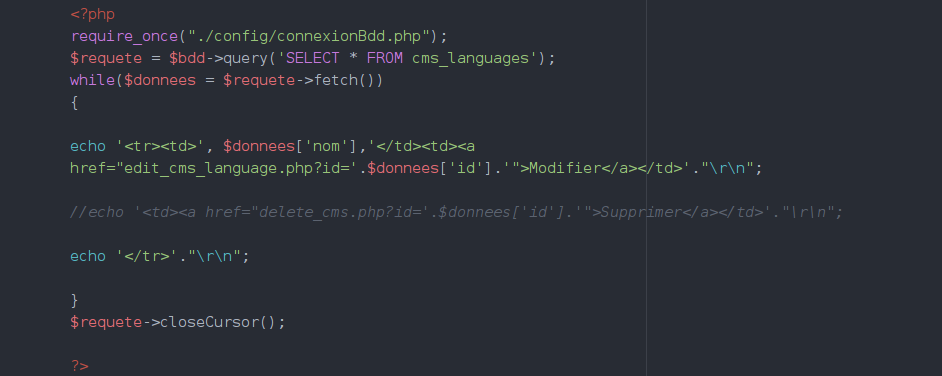 <?php
require_once("./config/connexionBdd.php");
$requete = $bdd->query('SELECT * FROM cms_languages');
while($donnees = $requete->fetch())
{
echo '<tr><td>', $donnees['nom'],'</td><td><a
href="edit_cms_language.php?id='.$donnees['id'].'">Modifier</a></td>'."\r\n";
//echo '<td><a href="delete_cms.php?id='.$donnees['id'].'">Supprimer</a></td>'."\r\n";
echo '</tr>'."\r\n";
}
$requete->closeCursor();
?>